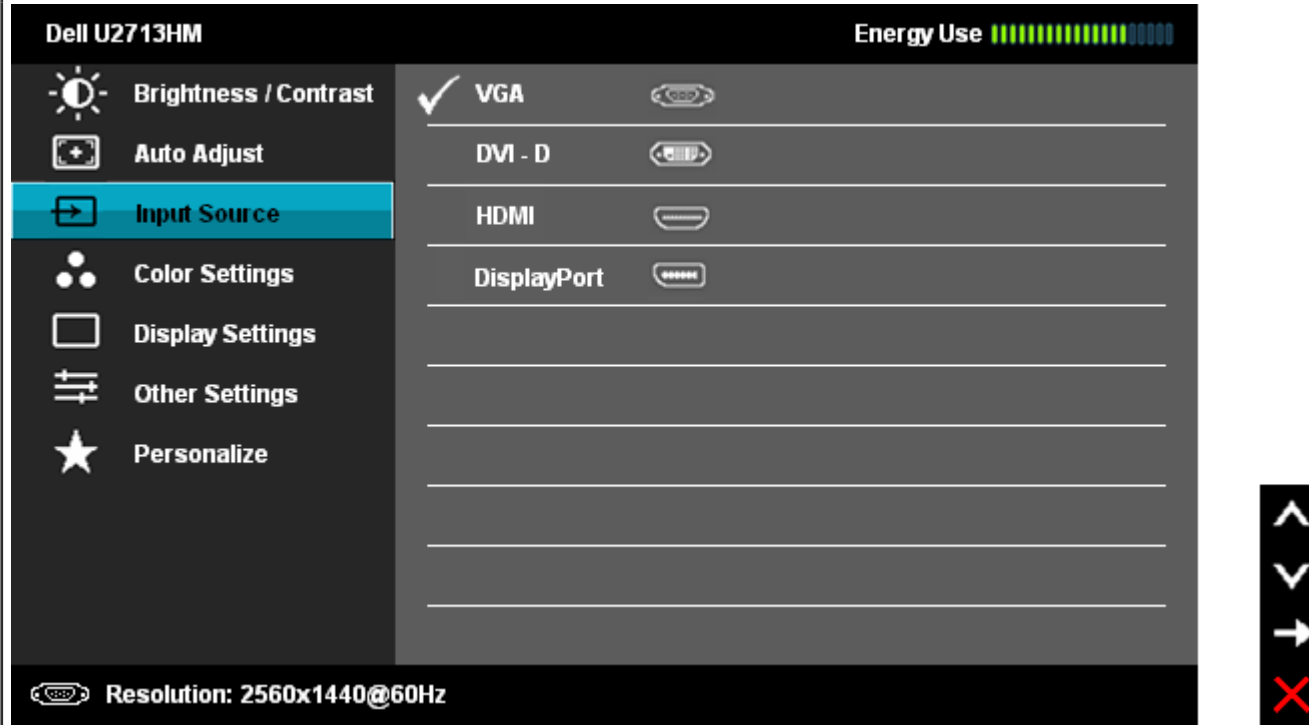 Dell U2713HM
Energy Use
Brightness / Contrast
Auto Adjust
Input Source
Color Settings
Display Settings
Other Settings
Personalize
VGA
DVI - D
HDMI
DisplayPort
Resolution: 2560x1440@60Hz